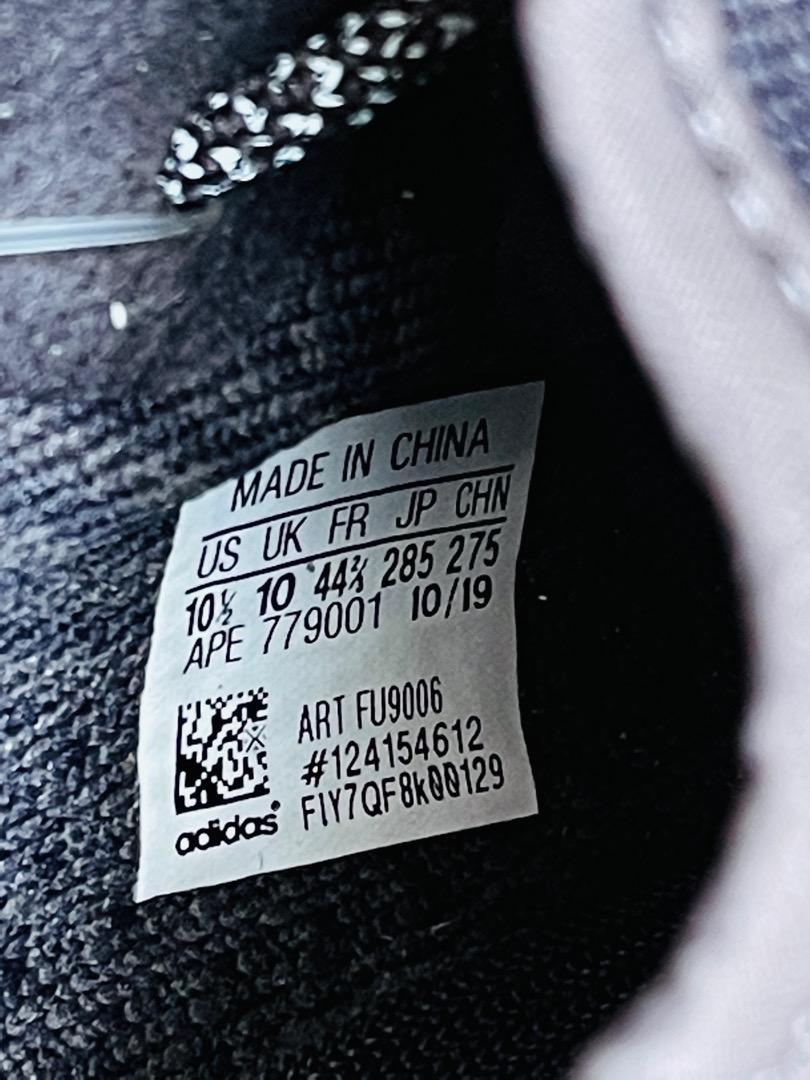 MADE IN CHINA
US UK FR JP CHN
10½ 10 44⅔ 285 275
APE 779001 10/19
ART FU9006
#124154612
FIY7QF8k00129
adidas®